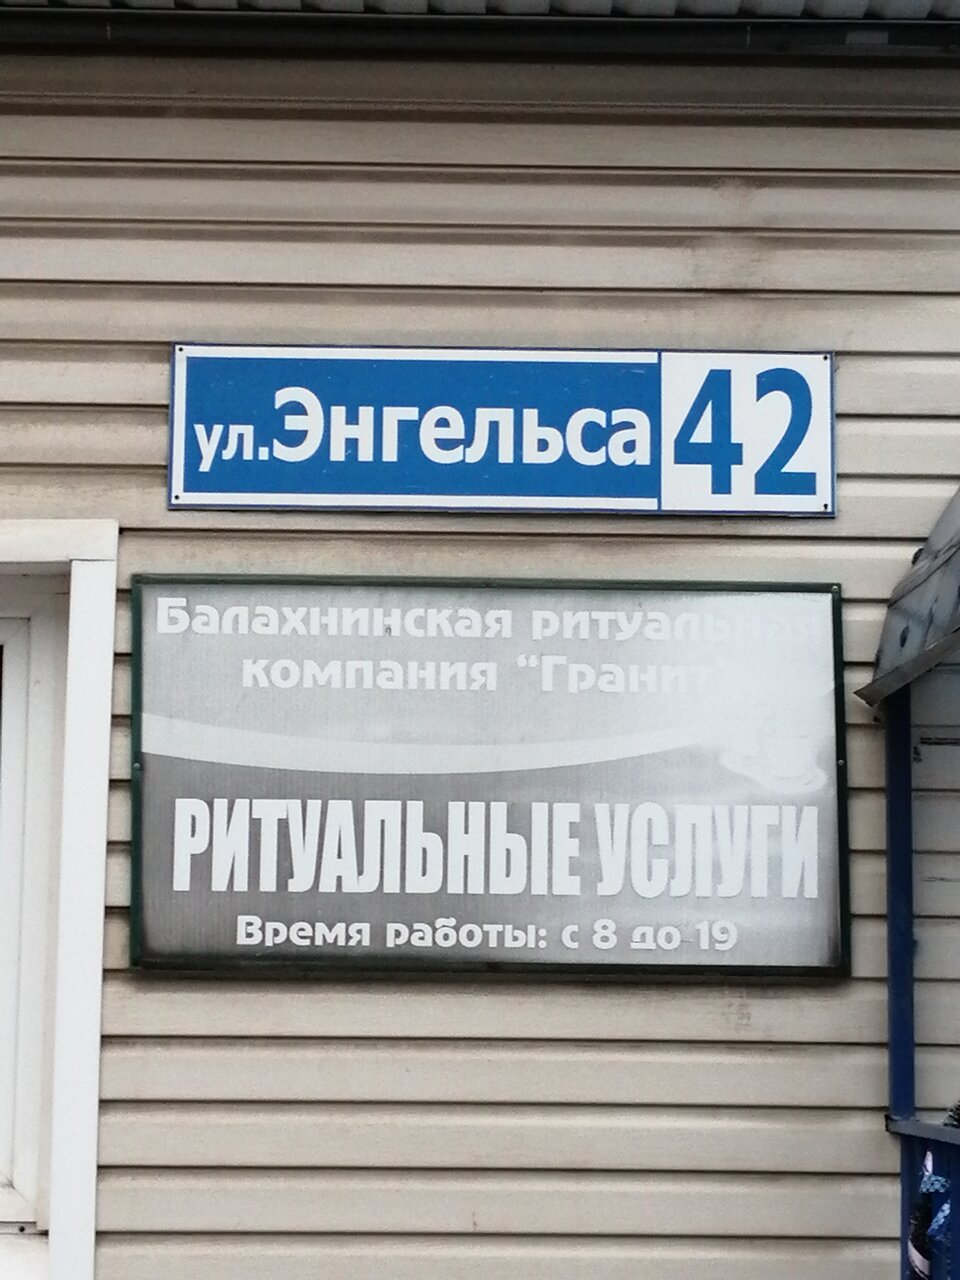 ул.Энгельса 42
Балахнинская ритуальная
компания "Гранит
РИТУАЛЬНЫЕ УСЛУГИ
Время работы: с 8 до 19